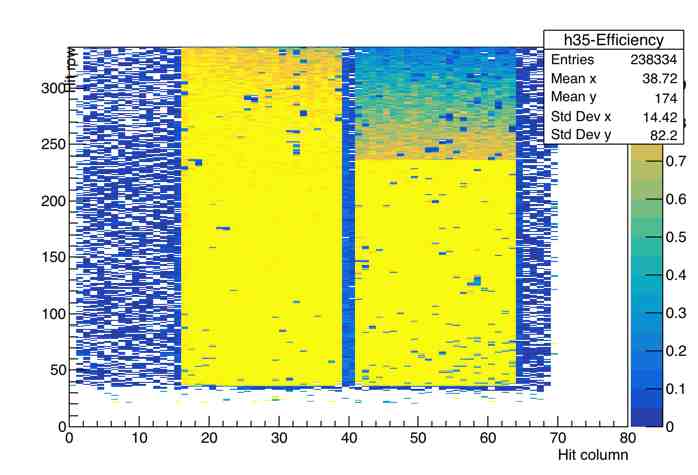 h35-Efficiency
Entries 238334
Mean x 38.72
Mean y 174
Std Dev x 14.42
Std Dev y 82.2
300
250
200
150
100
50
0
0 10 20 30 40 50 60 70 80
Hit column
0.7
0.6
0.5
0.4
0.3
0.2
0.1
0